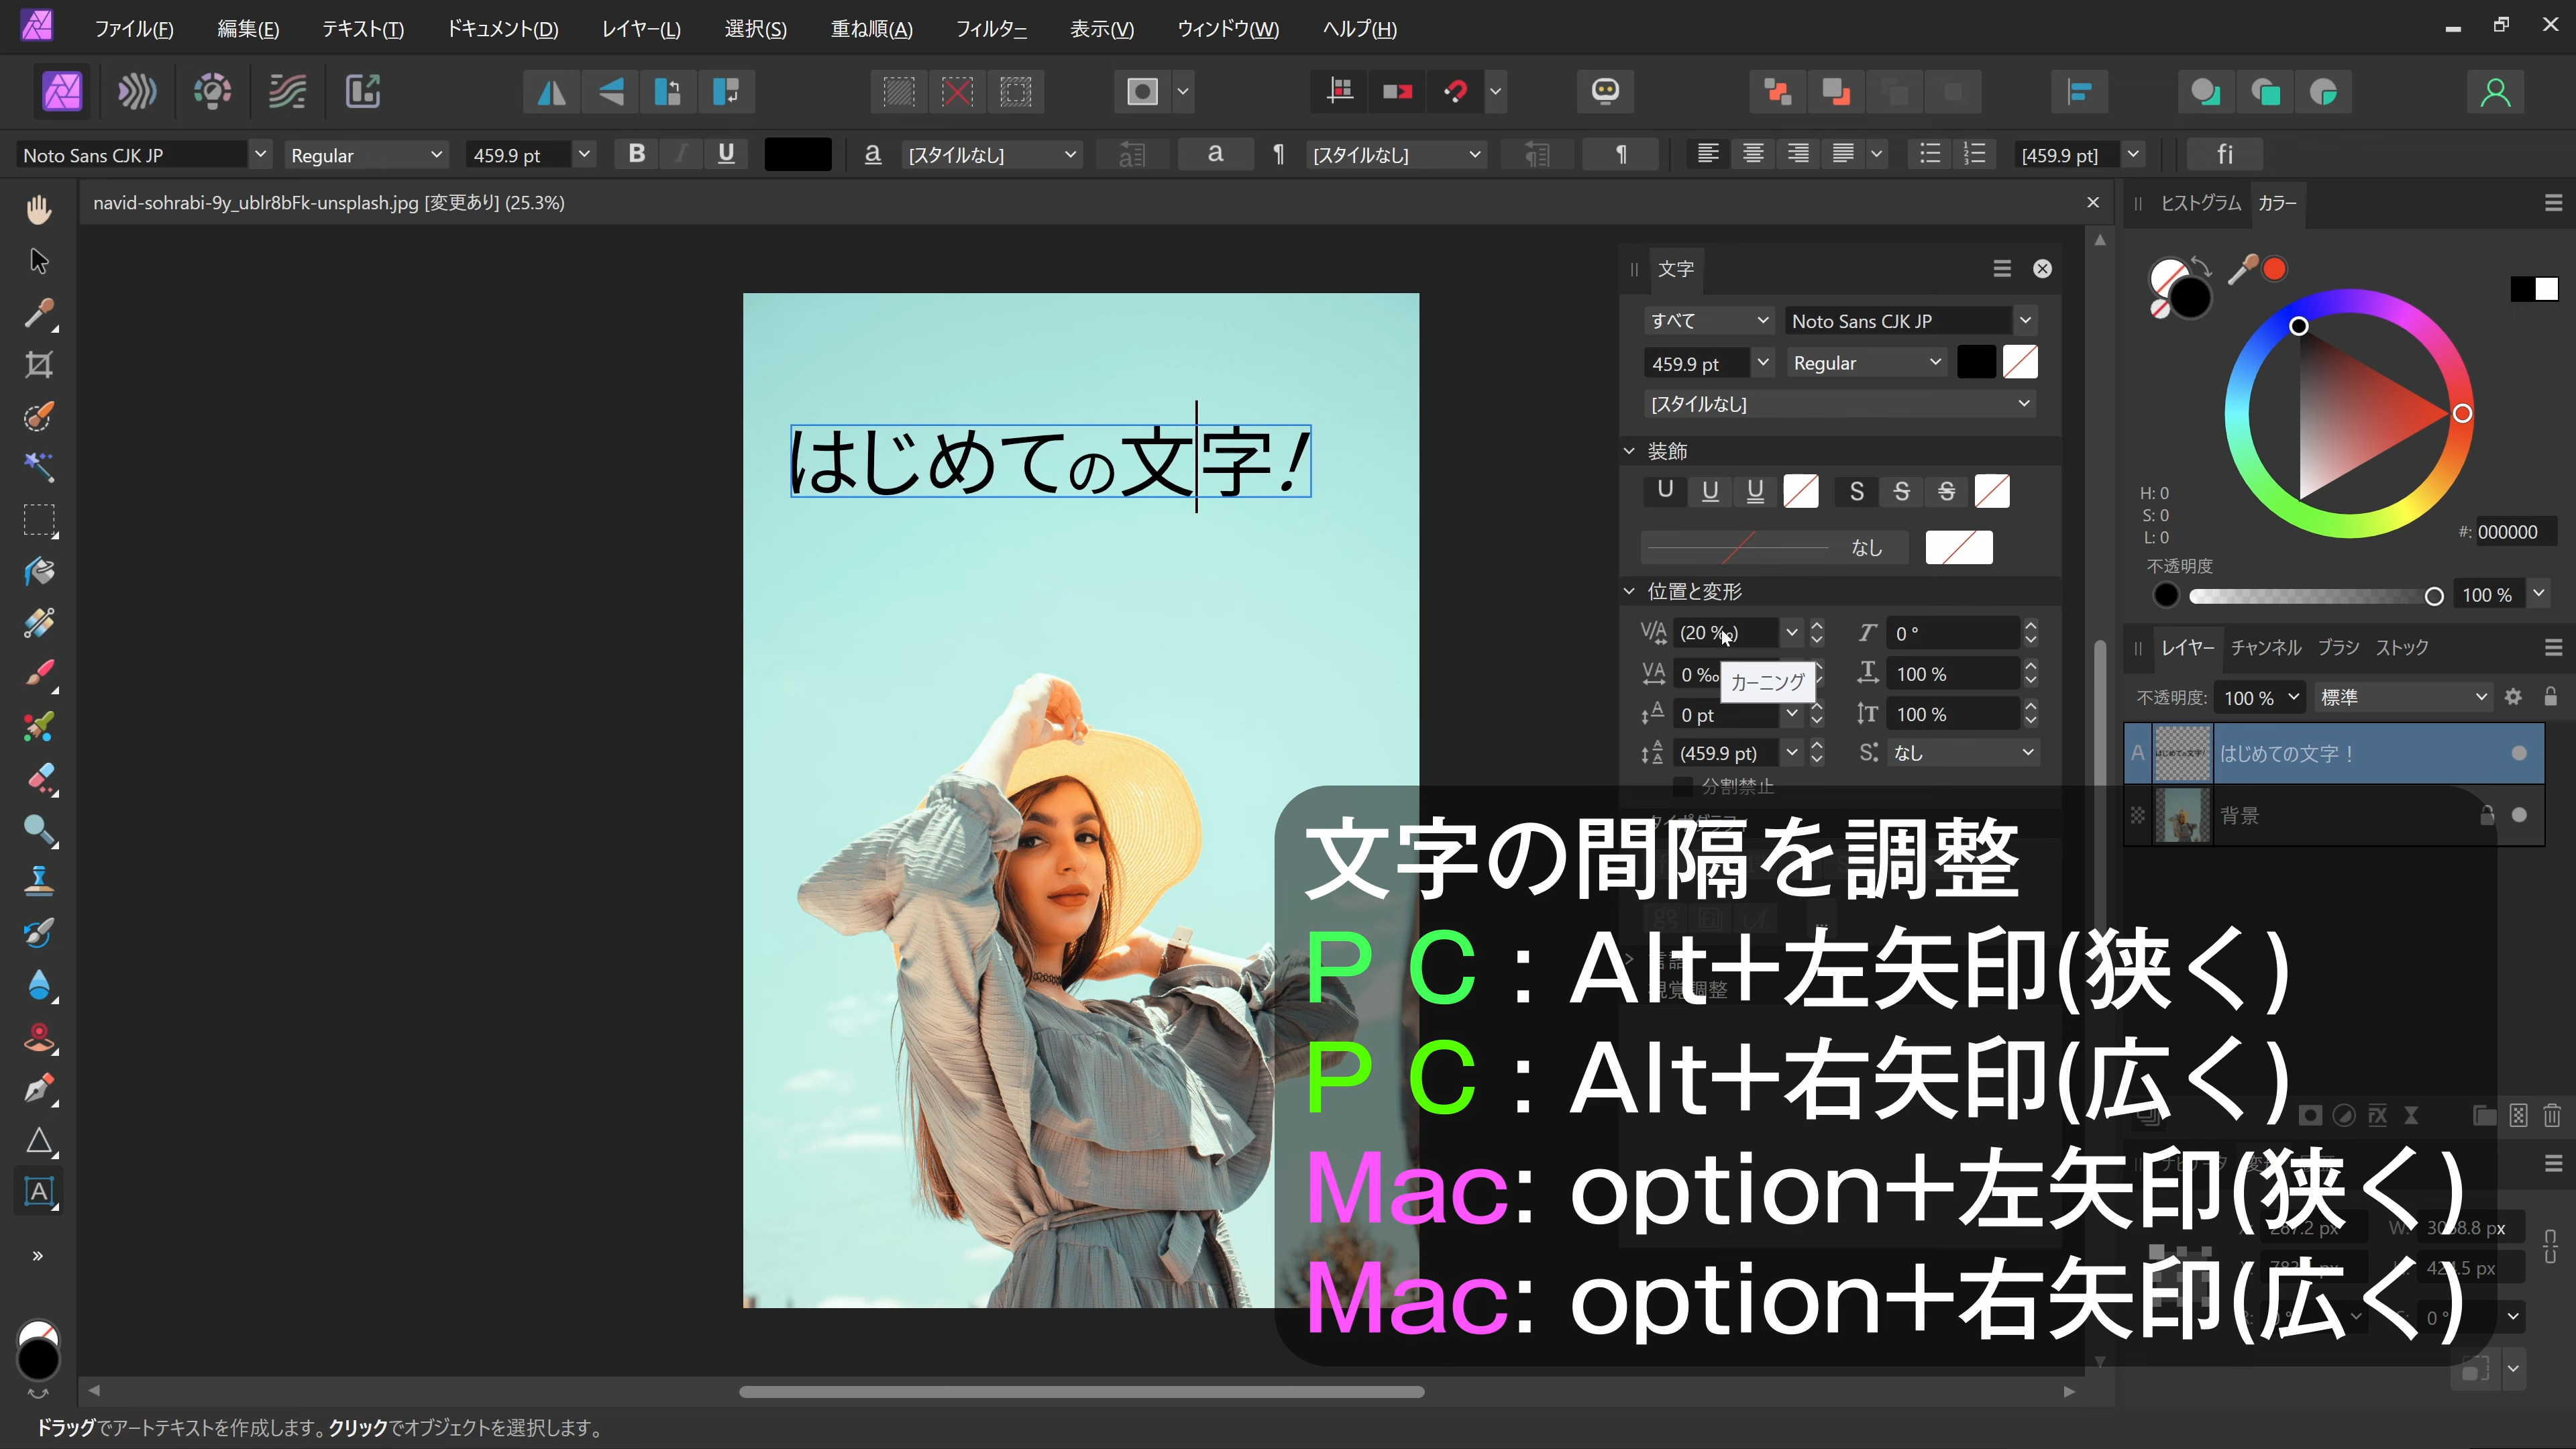 ファイル(F) 編集(E) テキスト(T) ドキュメント(D) レイヤー(L) 選択(S) 重ね順(A) フィルター 表示(V) ウィンドウ(W) ヘルプ(H)
Noto Sans CJK JP Regular 459.9 pt B I U a [スタイルなし] a [スタイルなし] [459.9 pt] fi
navid-sohrabi-9y_ublr8bFk-unsplash.jpg [変更あり] (25.3%)
ヒストグラム カラー
文字
すべて Noto Sans CJK JP
459.9 pt Regular
[スタイルなし]
装飾
U U U S S S
なし
位置と変形
(20 ‰) 0 °
0 ‰ 100 %
カーニング
0 pt 100 %
(459.9 pt) なし
分割禁止
H: 0
S: 0
L: 0
#: 000000
不透明度
100 %
レイヤー チャンネル ブラシ ストック
不透明度: 100 % 標準
はじめての文字！
背景
はじめての文字！
文字の間隔を調整
PC：Alt+左矢印(狭く)
PC：Alt+右矢印(広く)
Mac: option+左矢印(狭く)
Mac: option+右矢印(広く)
ドラッグでアートテキストを作成します。クリックでオブジェクトを選択します。